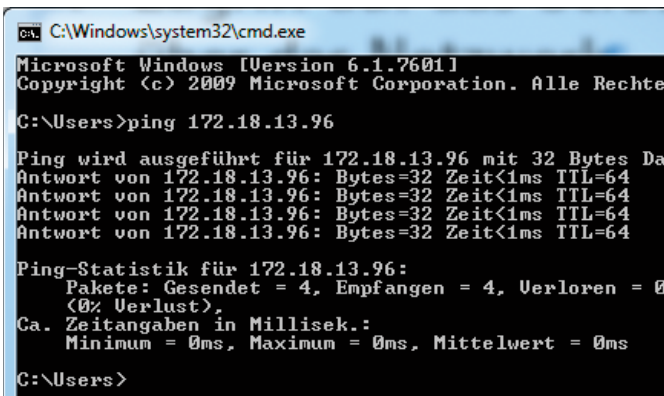 C:\Windows\system32\cmd.exe
Microsoft Windows [Version 6.1.7601]
Copyright (c) 2009 Microsoft Corporation. Alle Rechte
C:\Users>ping 172.18.13.96
Ping wird ausgeführt für 172.18.13.96 mit 32 Bytes Da
Antwort von 172.18.13.96: Bytes=32 Zeit<1ms TTL=64
Antwort von 172.18.13.96: Bytes=32 Zeit<1ms TTL=64
Antwort von 172.18.13.96: Bytes=32 Zeit<1ms TTL=64
Antwort von 172.18.13.96: Bytes=32 Zeit<1ms TTL=64
Ping-Statistik für 172.18.13.96:
Pakete: Gesendet = 4, Empfangen = 4, Verloren = 0
(0% Verlust),
Ca. Zeitangaben in Millisek.:
Minimum = 0ms, Maximum = 0ms, Mittelwert = 0ms
C:\Users>